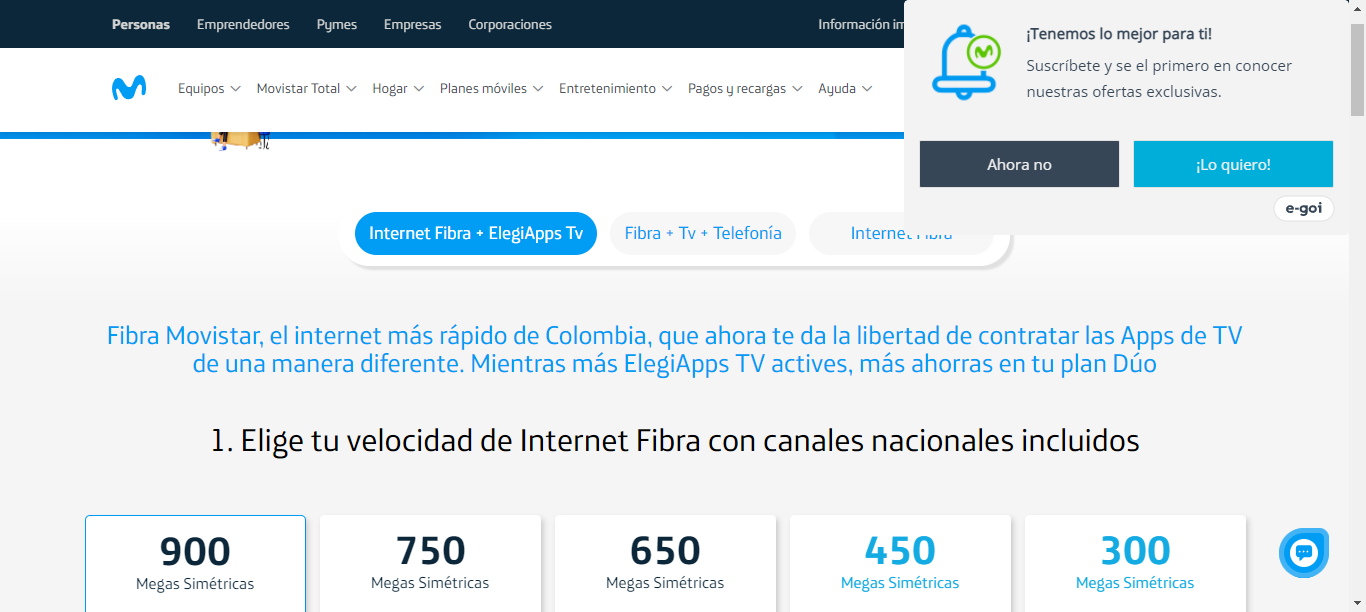 Personas Emprendedores Pymes Empresas Corporaciones Información im
¡Tenemos lo mejor para ti!
Suscríbete y se el primero en conocer
nuestras ofertas exclusivas.
Ahora no ¡Lo quiero!
e-goi
Equipos Movistar Total Hogar Planes móviles Entretenimiento Pagos y recargas Ayuda
Internet Fibra + ElegiApps Tv Fibra + Tv + Telefonía Internet Fibra
Fibra Movistar, el internet más rápido de Colombia, que ahora te da la libertad de contratar las Apps de TV
de una manera diferente. Mientras más ElegiApps TV actives, más ahorras en tu plan Dúo
1. Elige tu velocidad de Internet Fibra con canales nacionales incluidos
900 750 650 450 300
Megas Simétricas Megas Simétricas Megas Simétricas Megas Simétricas Megas Simétricas